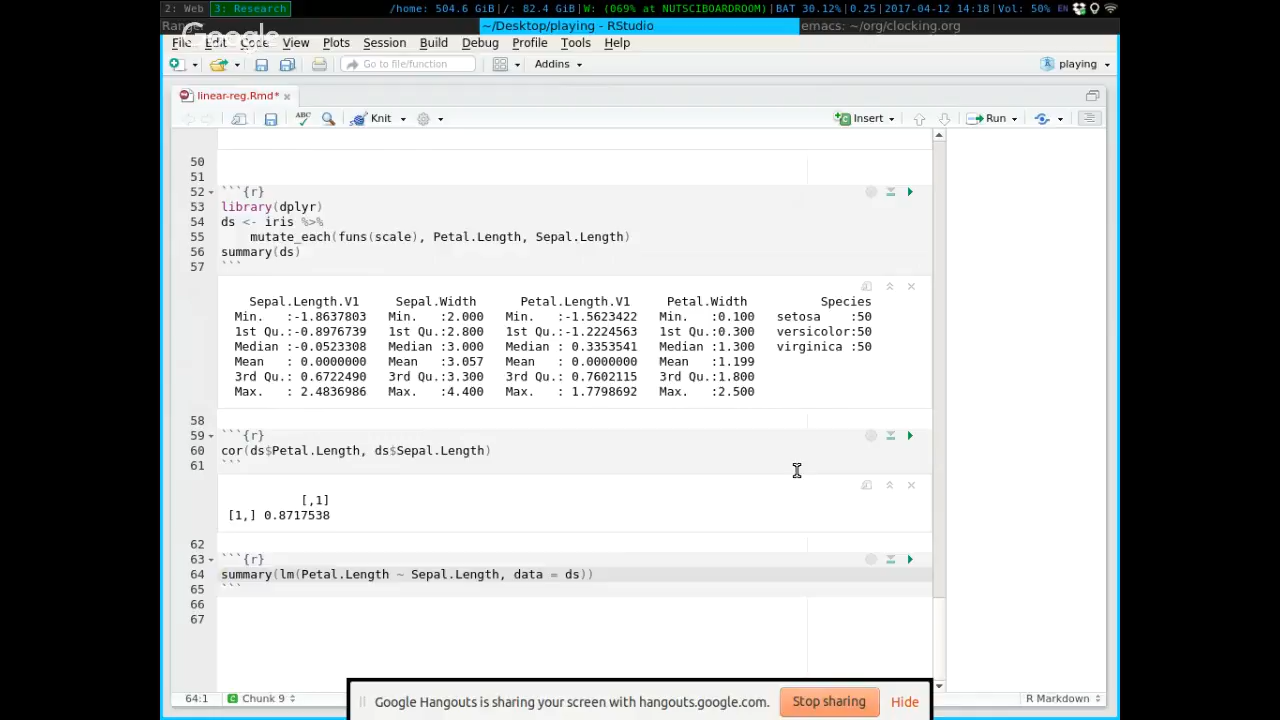 2: Web 3: Research /home: 504.6 GiB|/: 82.4 GiB|W: (069% at NUTSCIBOARDROOM)|BAT 30.12%|0.25|2017-04-12 14:18|Vol: 50% EN
~/Desktop/playing - RStudio emacs: ~/org/clocking.org
Google
File Edit Code View Plots Session Build Debug Profile Tools Help
Go to file/function Addins playing
linear-reg.Rmd*
ABC Knit Insert Run
50
51
52 ```{r}
53 library(dplyr)
54 ds <- iris %>%
55 mutate_each(funs(scale), Petal.Length, Sepal.Length)
56 summary(ds)
57 ```
Sepal.Length.V1 Sepal.Width Petal.Length.V1 Petal.Width Species
Min. :-1.8637803 Min. :2.000 Min. :-1.5623422 Min. :0.100 setosa :50
1st Qu.:-0.8976739 1st Qu.:2.800 1st Qu.:-1.2224563 1st Qu.:0.300 versicolor:50
Median :-0.0523308 Median :3.000 Median : 0.3353541 Median :1.300 virginica :50
Mean : 0.0000000 Mean :3.057 Mean : 0.0000000 Mean :1.199
3rd Qu.: 0.6722490 3rd Qu.:3.300 3rd Qu.: 0.7602115 3rd Qu.:1.800
Max. : 2.4836986 Max. :4.400 Max. : 1.7798692 Max. :2.500
58
59 ```{r}
60 cor(ds$Petal.Length, ds$Sepal.Length)
61 ```
[,1]
[1,] 0.8717538
62
63 ```{r}
64 summary(lm(Petal.Length ~ Sepal.Length, data = ds))
65 ```
66
67
64:1 Chunk 9 R Markdown
Google Hangouts is sharing your screen with hangouts.google.com. Stop sharing Hide